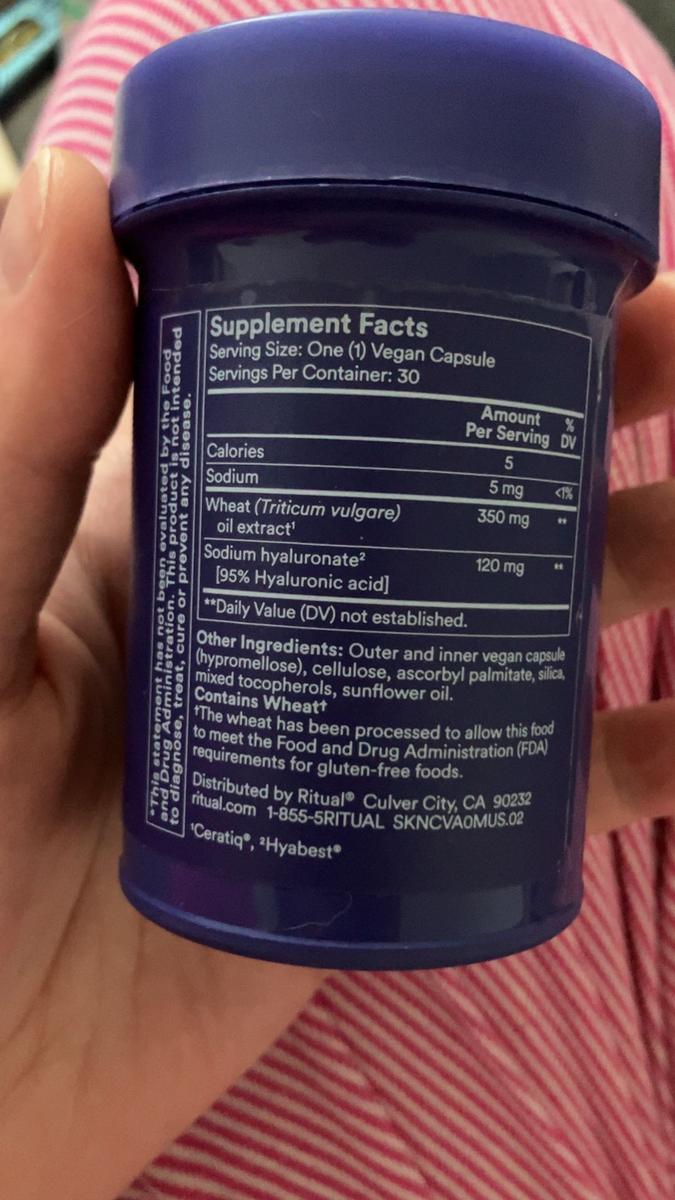 Supplement Facts
Serving Size: One (1) Vegan Capsule
Servings Per Container: 30
Amount Per Serving % DV
Calories 5
Sodium 5 mg <1%
Wheat (Triticum vulgare) 350 mg **
oil extract¹
Sodium hyaluronate² 120 mg **
[95% Hyaluronic acid]
**Daily Value (DV) not established.
Other Ingredients: Outer and inner vegan capsule
(hypromellose), cellulose, ascorbyl palmitate, silica,
mixed tocopherols, sunflower oil.
Contains Wheat†
†The wheat has been processed to allow this food
to meet the Food and Drug Administration (FDA)
requirements for gluten-free foods.
Distributed by Ritual® Culver City, CA 90232
ritual.com 1-855-5RITUAL SKNCVA0MUS.02
¹Ceratiq®, ²Hyabest®
*This statement has not been evaluated by the Food
and Drug Administration. This product is not intended
to diagnose, treat, cure or prevent any disease.